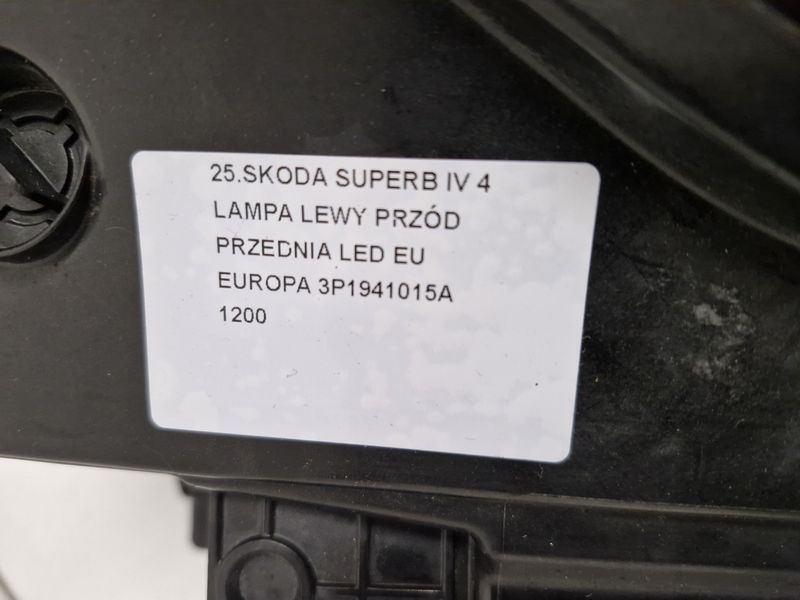 25.SKODA SUPERB IV 4
LAMPA LEWY PRZÓD
PRZEDNIA LED EU
EUROPA 3P1941015A
1200